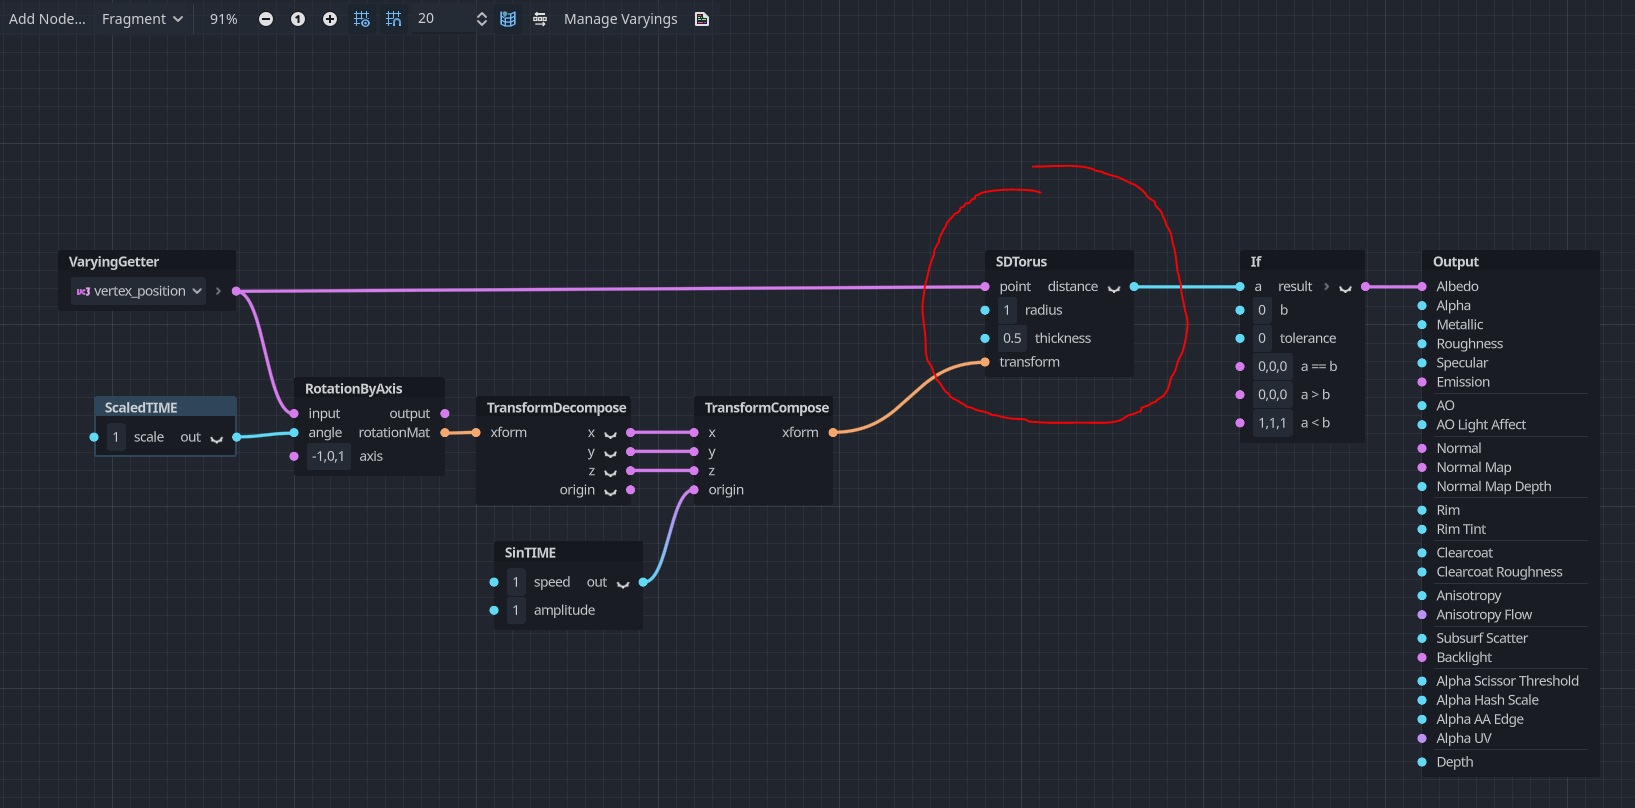 Add Node... Fragment 91% 20 Manage Varyings
VaryingGetter
vertex_position
ScaledTIME
1 scale out
RotationByAxis
input output
angle rotationMat
-1,0,1 axis
TransformDecompose
xform x
y
z
origin
TransformCompose
x xform
y
z
origin
SinTIME
1 speed out
1 amplitude
SDTorus
point distance
1 radius
0.5 thickness
transform
If
a result
0 b
0 tolerance
0,0,0 a == b
0,0,0 a > b
1,1,1 a < b
Output
Albedo
Alpha
Metallic
Roughness
Specular
Emission
AO
AO Light Affect
Normal
Normal Map
Normal Map Depth
Rim
Rim Tint
Clearcoat
Clearcoat Roughness
Anisotropy
Anisotropy Flow
Subsurf Scatter
Backlight
Alpha Scissor Threshold
Alpha Hash Scale
Alpha AA Edge
Alpha UV
Depth